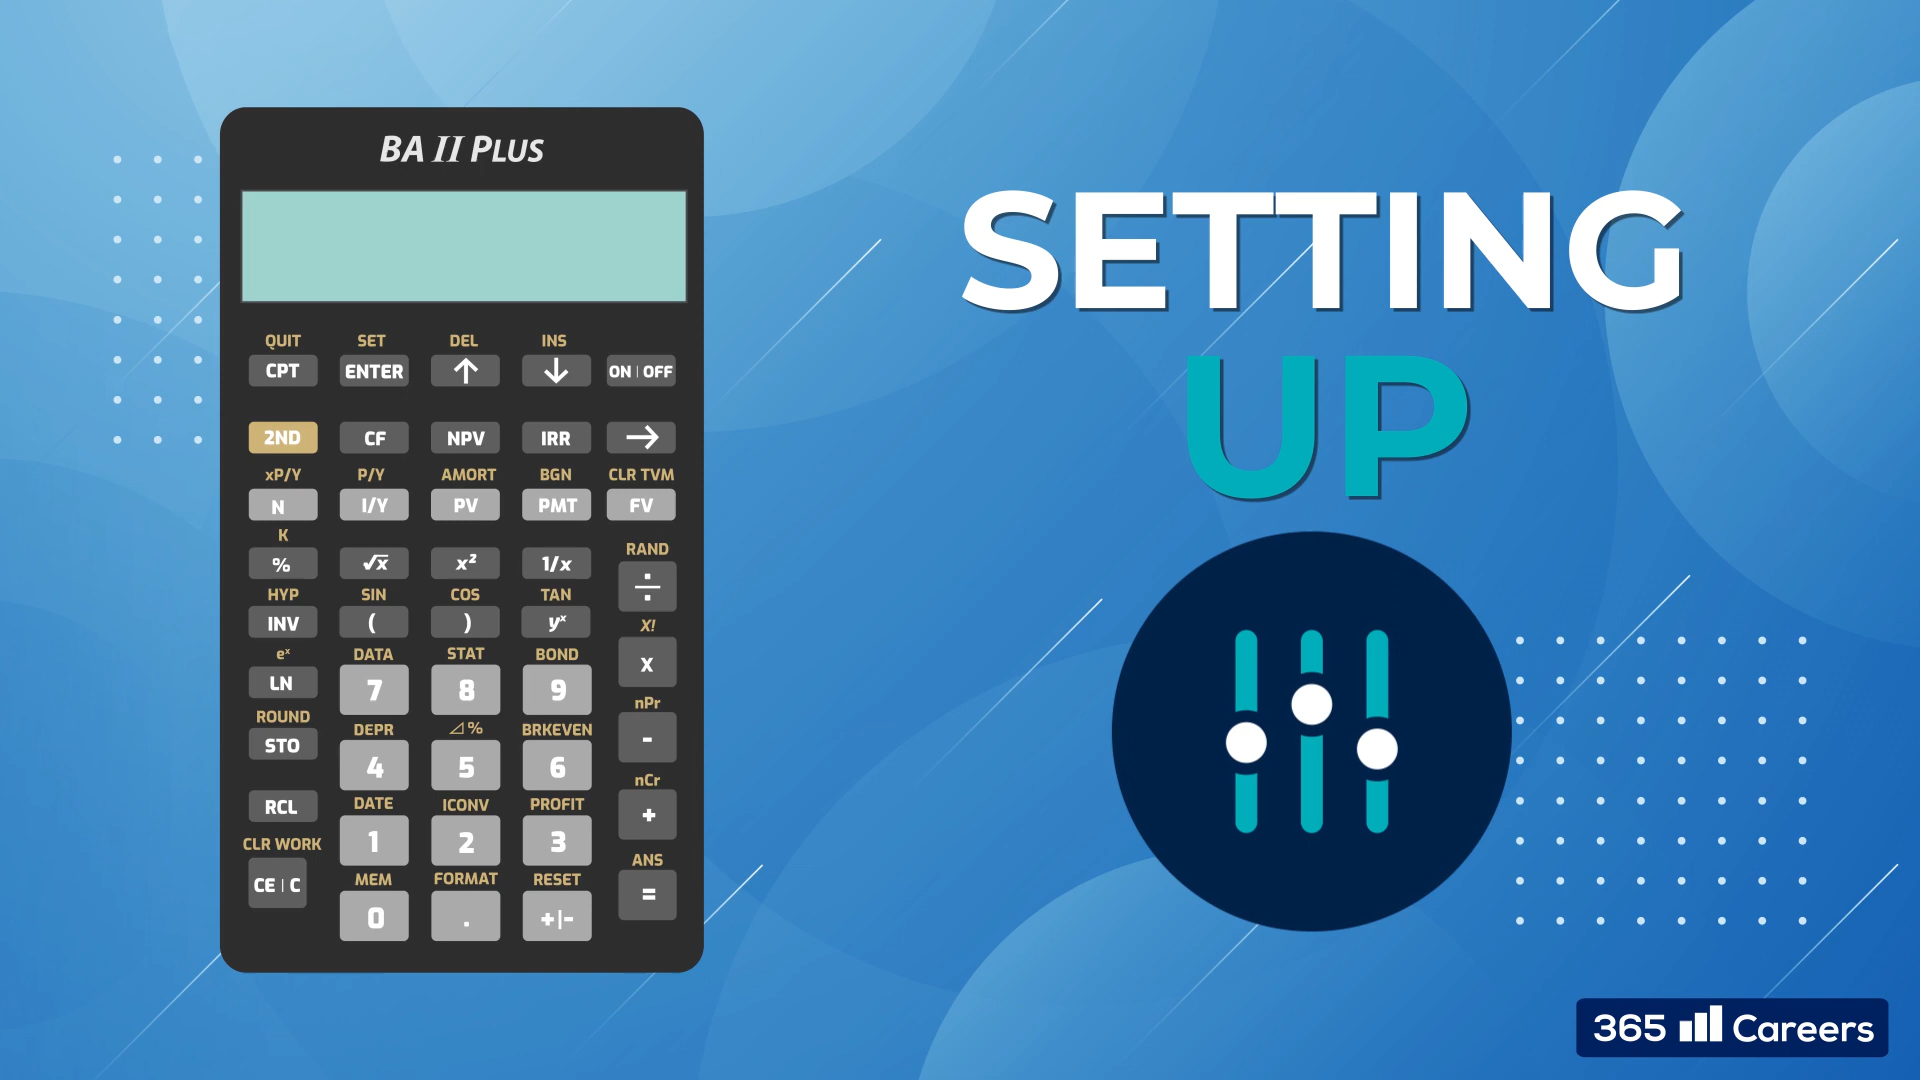 BA II PLUS
SETTING
UP
QUIT SET DEL INS
CPT ENTER ↑ ↓ ON | OFF
2ND CF NPV IRR →
xP/Y P/Y AMORT BGN CLR TVM
N I/Y PV PMT FV
K
% √x x² 1/x
RAND
÷
HYP SIN COS TAN
INV ( ) yˣ
X!
x
eˣ DATA STAT BOND
LN 7 8 9
nPr
-
ROUND DEPR ⊿% BRKEVEN
STO 4 5 6
nCr
+
DATE ICONV PROFIT
RCL 1 2 3
CLR WORK
CE | C
ANS
=
MEM FORMAT RESET
0 . +|-
365 Careers